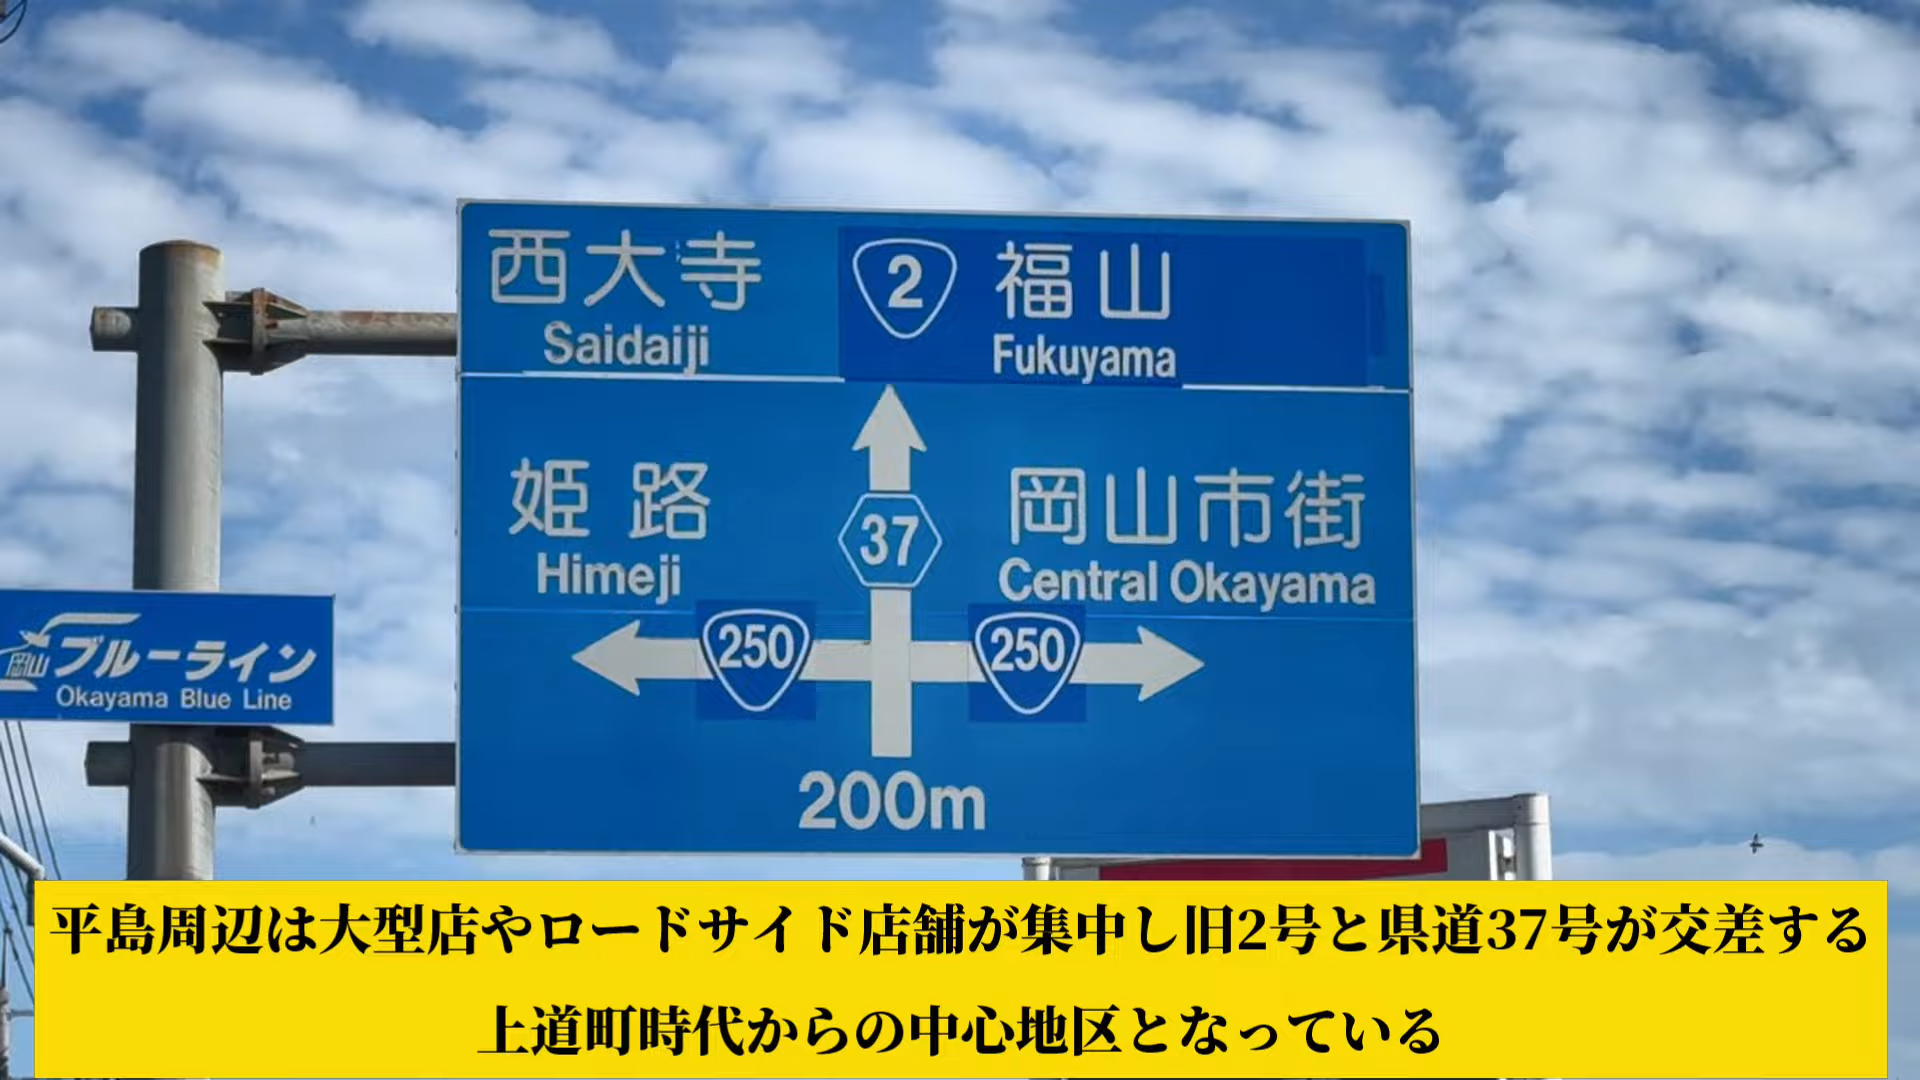 西大寺
Saidaiji
2 福山
Fukuyama
姫路
Himeji
37
岡山市街
Central Okayama
250
250
200m
岡山ブルーライン
Okayama Blue Line
平島周辺は大型店やロードサイド店舗が集中し旧2号と県道37号が交差する
上道町時代からの中心地区となっている